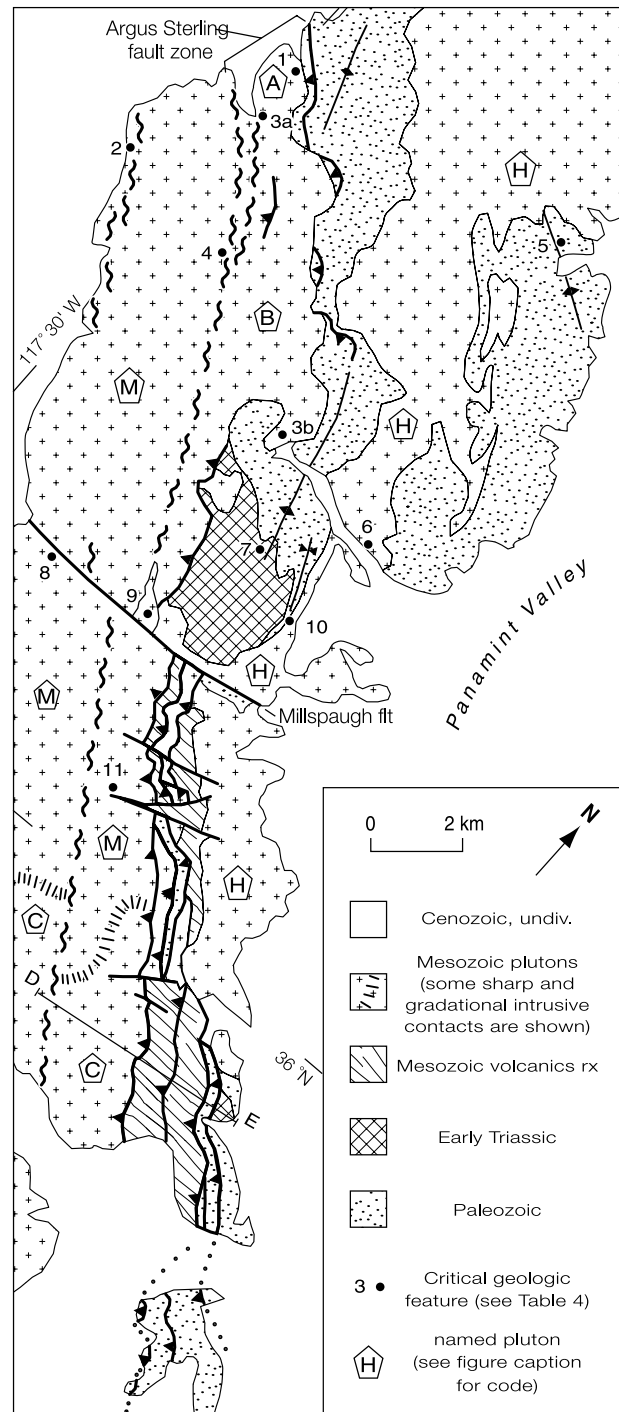 Argus Sterling
fault zone
1
A
3a
2
H
4
5
117° 30' W
B
M
H
3b
6
7
8
9
10
Panamint Valley
H
M
Millspaugh flt
11
M
H
C
D
36°N
C
E
0 2 km
N
Cenozoic, undiv.
Mesozoic plutons
(some sharp and
gradational intrusive
contacts are shown)
Mesozoic volcanics rx
Early Triassic
Paleozoic
3 Critical geologic
feature (see Table 4)
H named pluton
(see figure caption
for code)